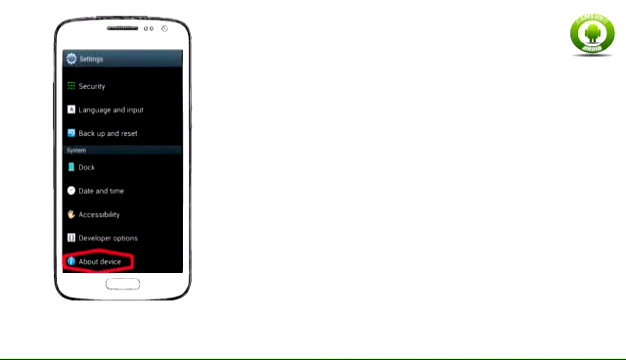 Settings
Security
Language and input
Back up and reset
System
Dock
Date and time
Accessibility
Developer options
About device